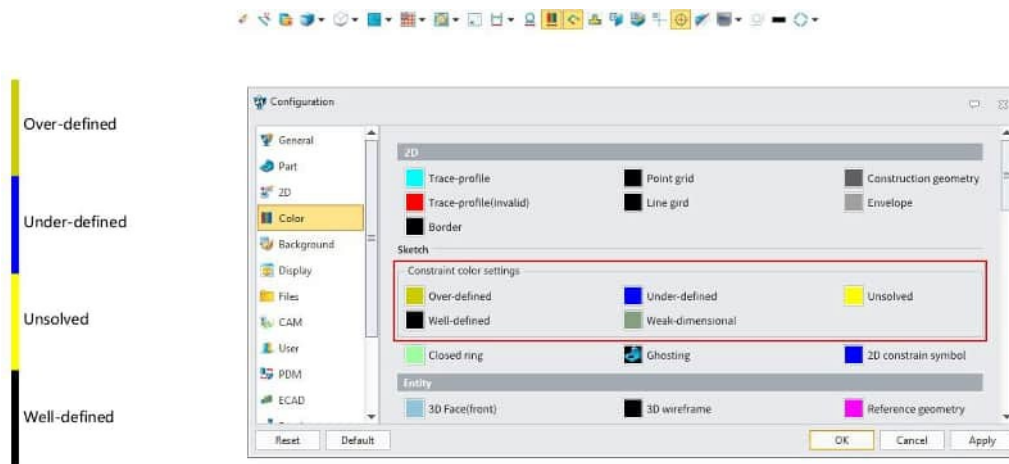 Over-defined
Under-defined
Unsolved
Well-defined
Configuration
General
Part
2D
Color
Background
Display
Files
CAM
User
PDM
ECAD
2D
Trace-profile
Point grid
Construction geometry
Trace-profile(invalid)
Line gird
Envelope
Border
Sketch
Constraint color settings
Over-defined
Under-defined
Unsolved
Well-defined
Weak-dimensional
Closed ring
Ghosting
2D constrain symbol
Entity
3D Face(front)
3D wireframe
Reference geometry
Reset
Default
OK
Cancel
Apply